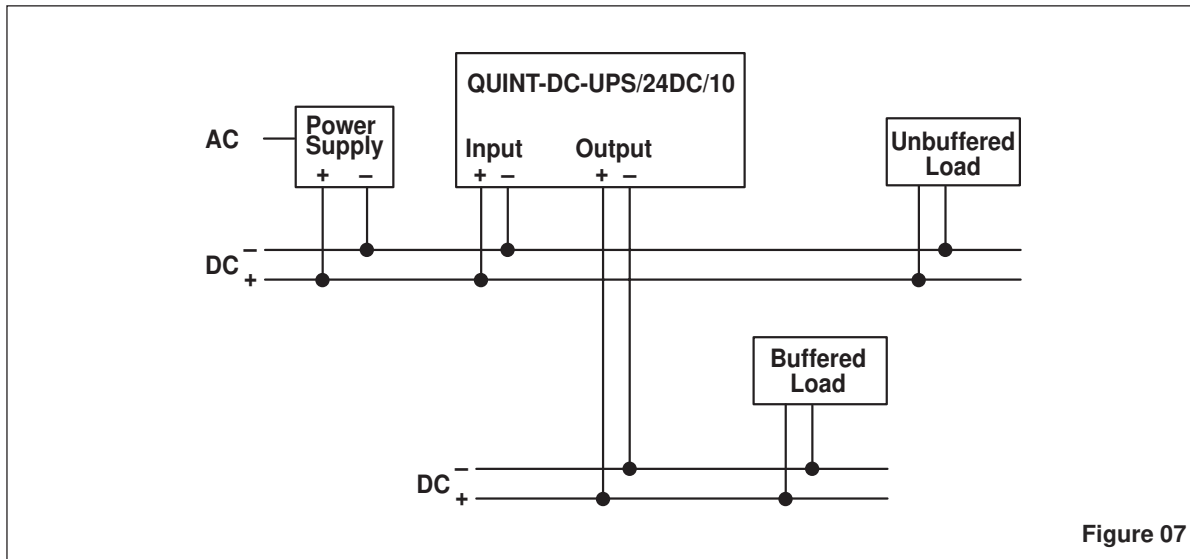 QUINT-DC-UPS/24DC/10
AC
Power
Supply
+ –
Input
+ –
Output
+ –
Unbuffered
Load
DC
–
+
Buffered
Load
DC
–
+
Figure 07